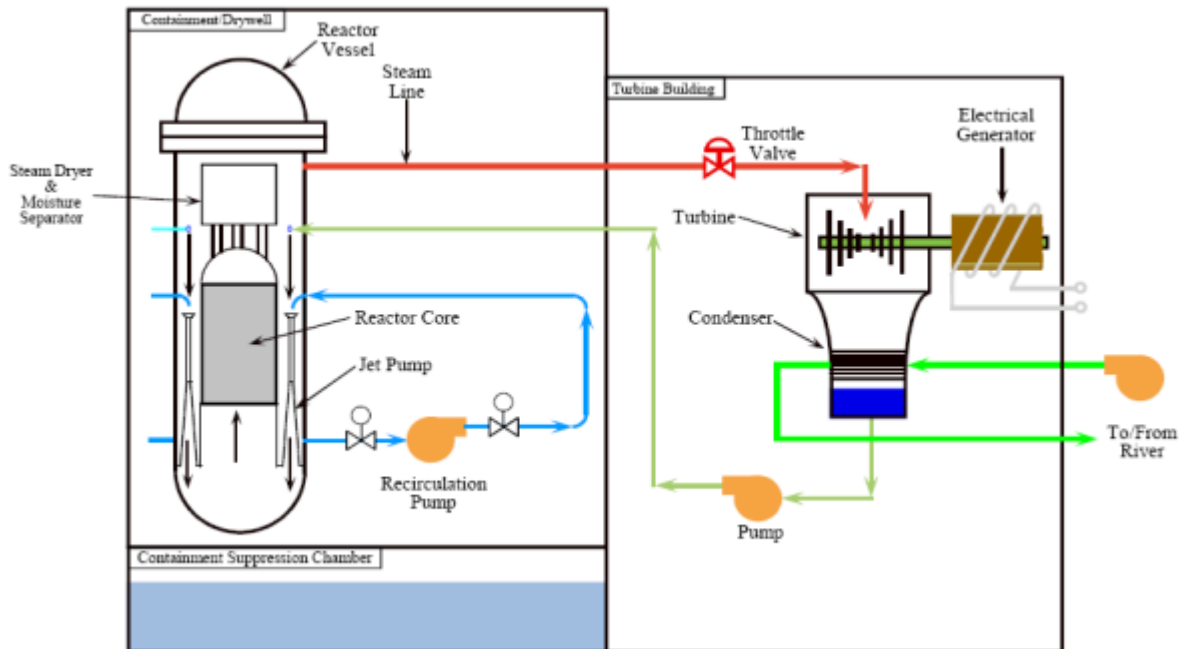 Containment/Drywell
Reactor
Vessel
Steam
Line
Turbine Building
Electrical
Generator
Throttle
Valve
Steam Dryer
&
Moisture
Separator
Turbine
Reactor Core
Condenser
Jet Pump
To/From
River
Recirculation
Pump
Pump
Containment Suppression Chamber